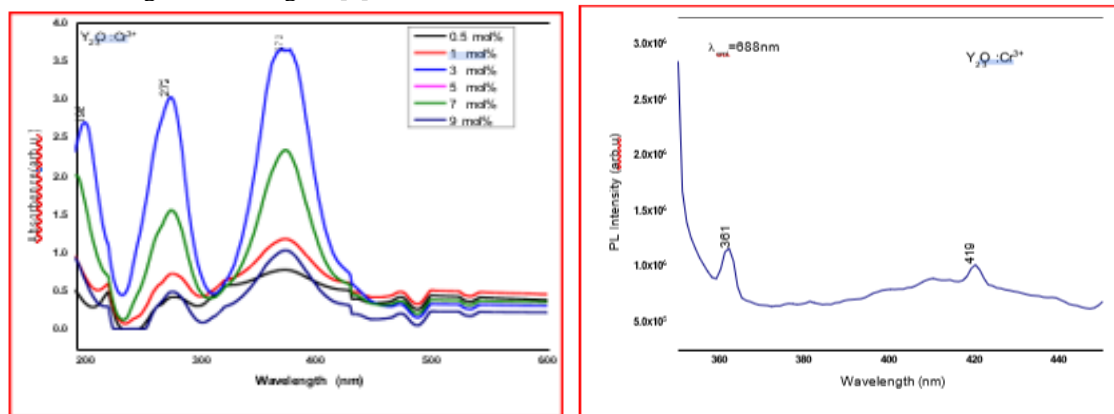 4.0
3.5
3.0
2.5
2.0
1.5
1.0
0.5
0.0
Y₂O₃:Cr³⁺
275
0.5 mol%
1 mol%
3 mol%
5 mol%
7 mol%
9 mol%
200
300
400
500
600
Wavelength (nm)
3.0x10⁶
2.5x10⁶
2.0x10⁶
1.5x10⁶
1.0x10⁶
5.0x10⁵
=688nm
Y₂O₃:Cr³⁺
PL Intensity (arb.u)
361
419
360
380
400
420
440
Wavelength (nm)